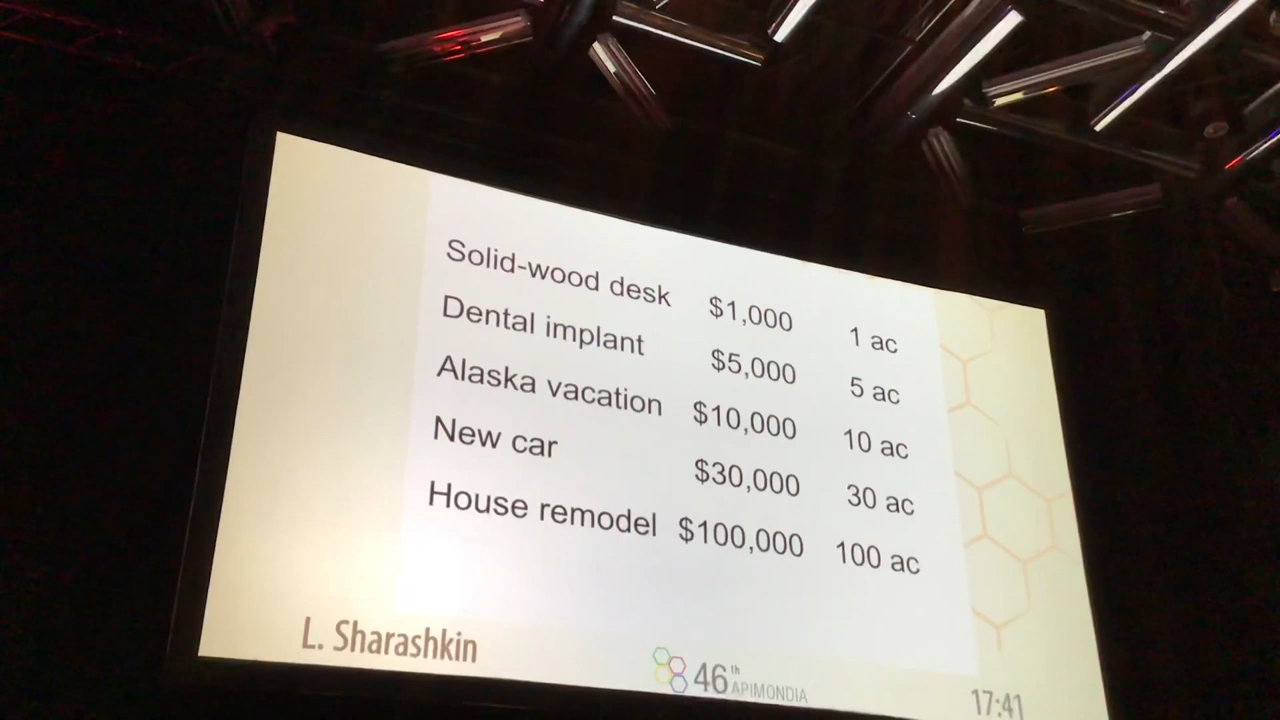 Solid-wood desk $1,000 1 ac
Dental implant $5,000 5 ac
Alaska vacation $10,000 10 ac
New car $30,000 30 ac
House remodel $100,000 100 ac
L. Sharashkin
46th APIMONDIA
17:41